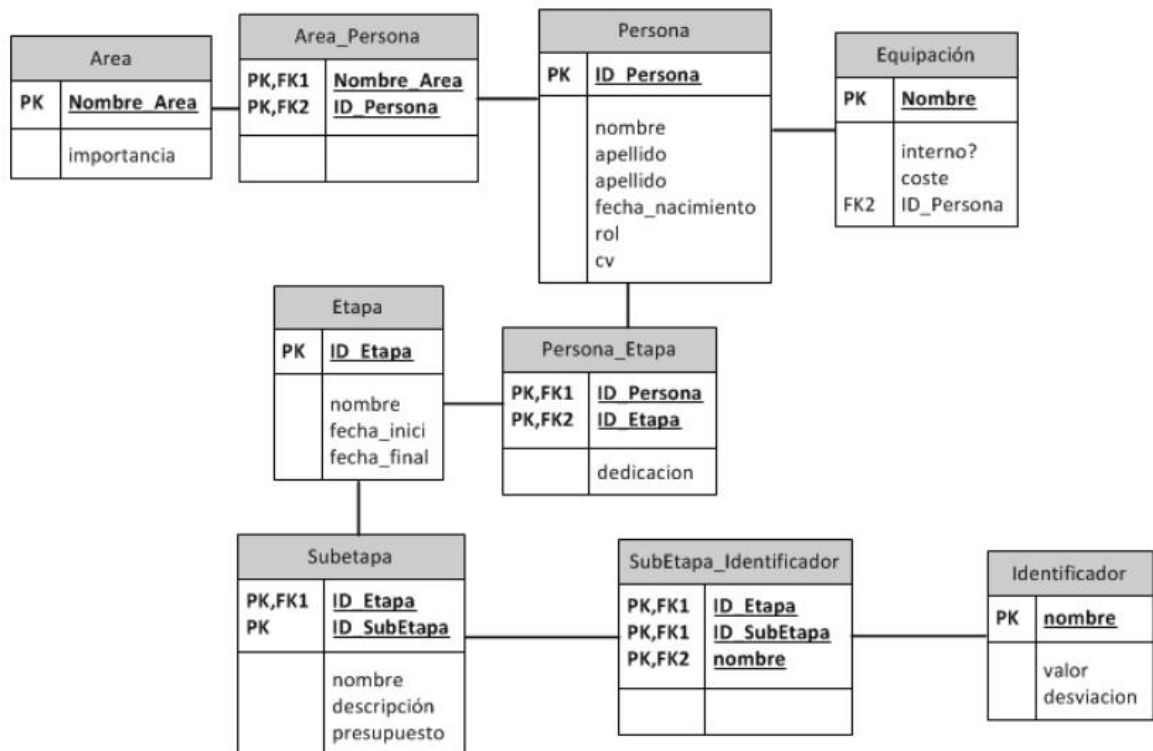 Area
PK Nombre_Area
importancia
Area_Persona
PK,FK1 Nombre_Area
PK,FK2 ID_Persona
Persona
PK ID_Persona
nombre
apellido
apellido
fecha_nacimiento
rol
cv
Equipación
PK Nombre
interno?
coste
FK2 ID_Persona
Etapa
PK ID_Etapa
nombre
fecha_inici
fecha_final
Persona_Etapa
PK,FK1 ID_Persona
PK,FK2 ID_Etapa
dedicacion
Subetapa
PK,FK1 ID_Etapa
PK ID_SubEtapa
nombre
descripción
presupuesto
SubEtapa_Identificador
PK,FK1 ID_Etapa
PK,FK1 ID_SubEtapa
PK,FK2 nombre
Identificador
PK nombre
valor
desviacion